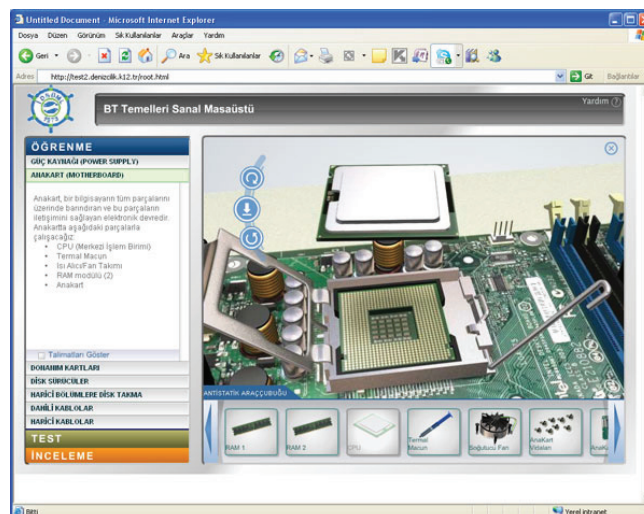 Untitled Document - Microsoft Internet Explorer
Dosya Düzen Görünüm Sık Kullanılanlar Araçlar Yardım
Geri Ara Sık Kullanılanlar
Adres http://test2.denizcilik.k12.tr/root.html Git Bağlantılar
BT Temelleri Sanal Masaüstü
Yardım ?
ÖĞRENME
GÜÇ KAYNAĞI (POWER SUPPLY)
ANAKART (MOTHERBOARD)
Anakart, bir bilgisayarın tüm parçalarını
üzerinde barındıran ve bu parçaların
iletişimini sağlayan elektronik devredir.
Anakartta aşağıdaki parçalarla
çalışacağız:
• CPU (Merkezi İşlem Birimi)
• Termal Macun
• Isı Alıcı/Fan Takımı
• RAM modülü (2)
• Anakart
Talimatları Göster
DONANIM KARTLARI
DİSK SÜRÜCÜLER
HARİCİ BÖLÜMLERE DİSK TAKMA
DAHİLİ KABLOLAR
HARİCİ KABLOLAR
TEST
İNCELEME
ANTİSTATİK ARAÇÇUBUĞU
RAM 1
RAM 2
CPU
Termal
Macun
Soğutucu Fan
AnaKart
Vidaları
Bitti
Yerel intranet